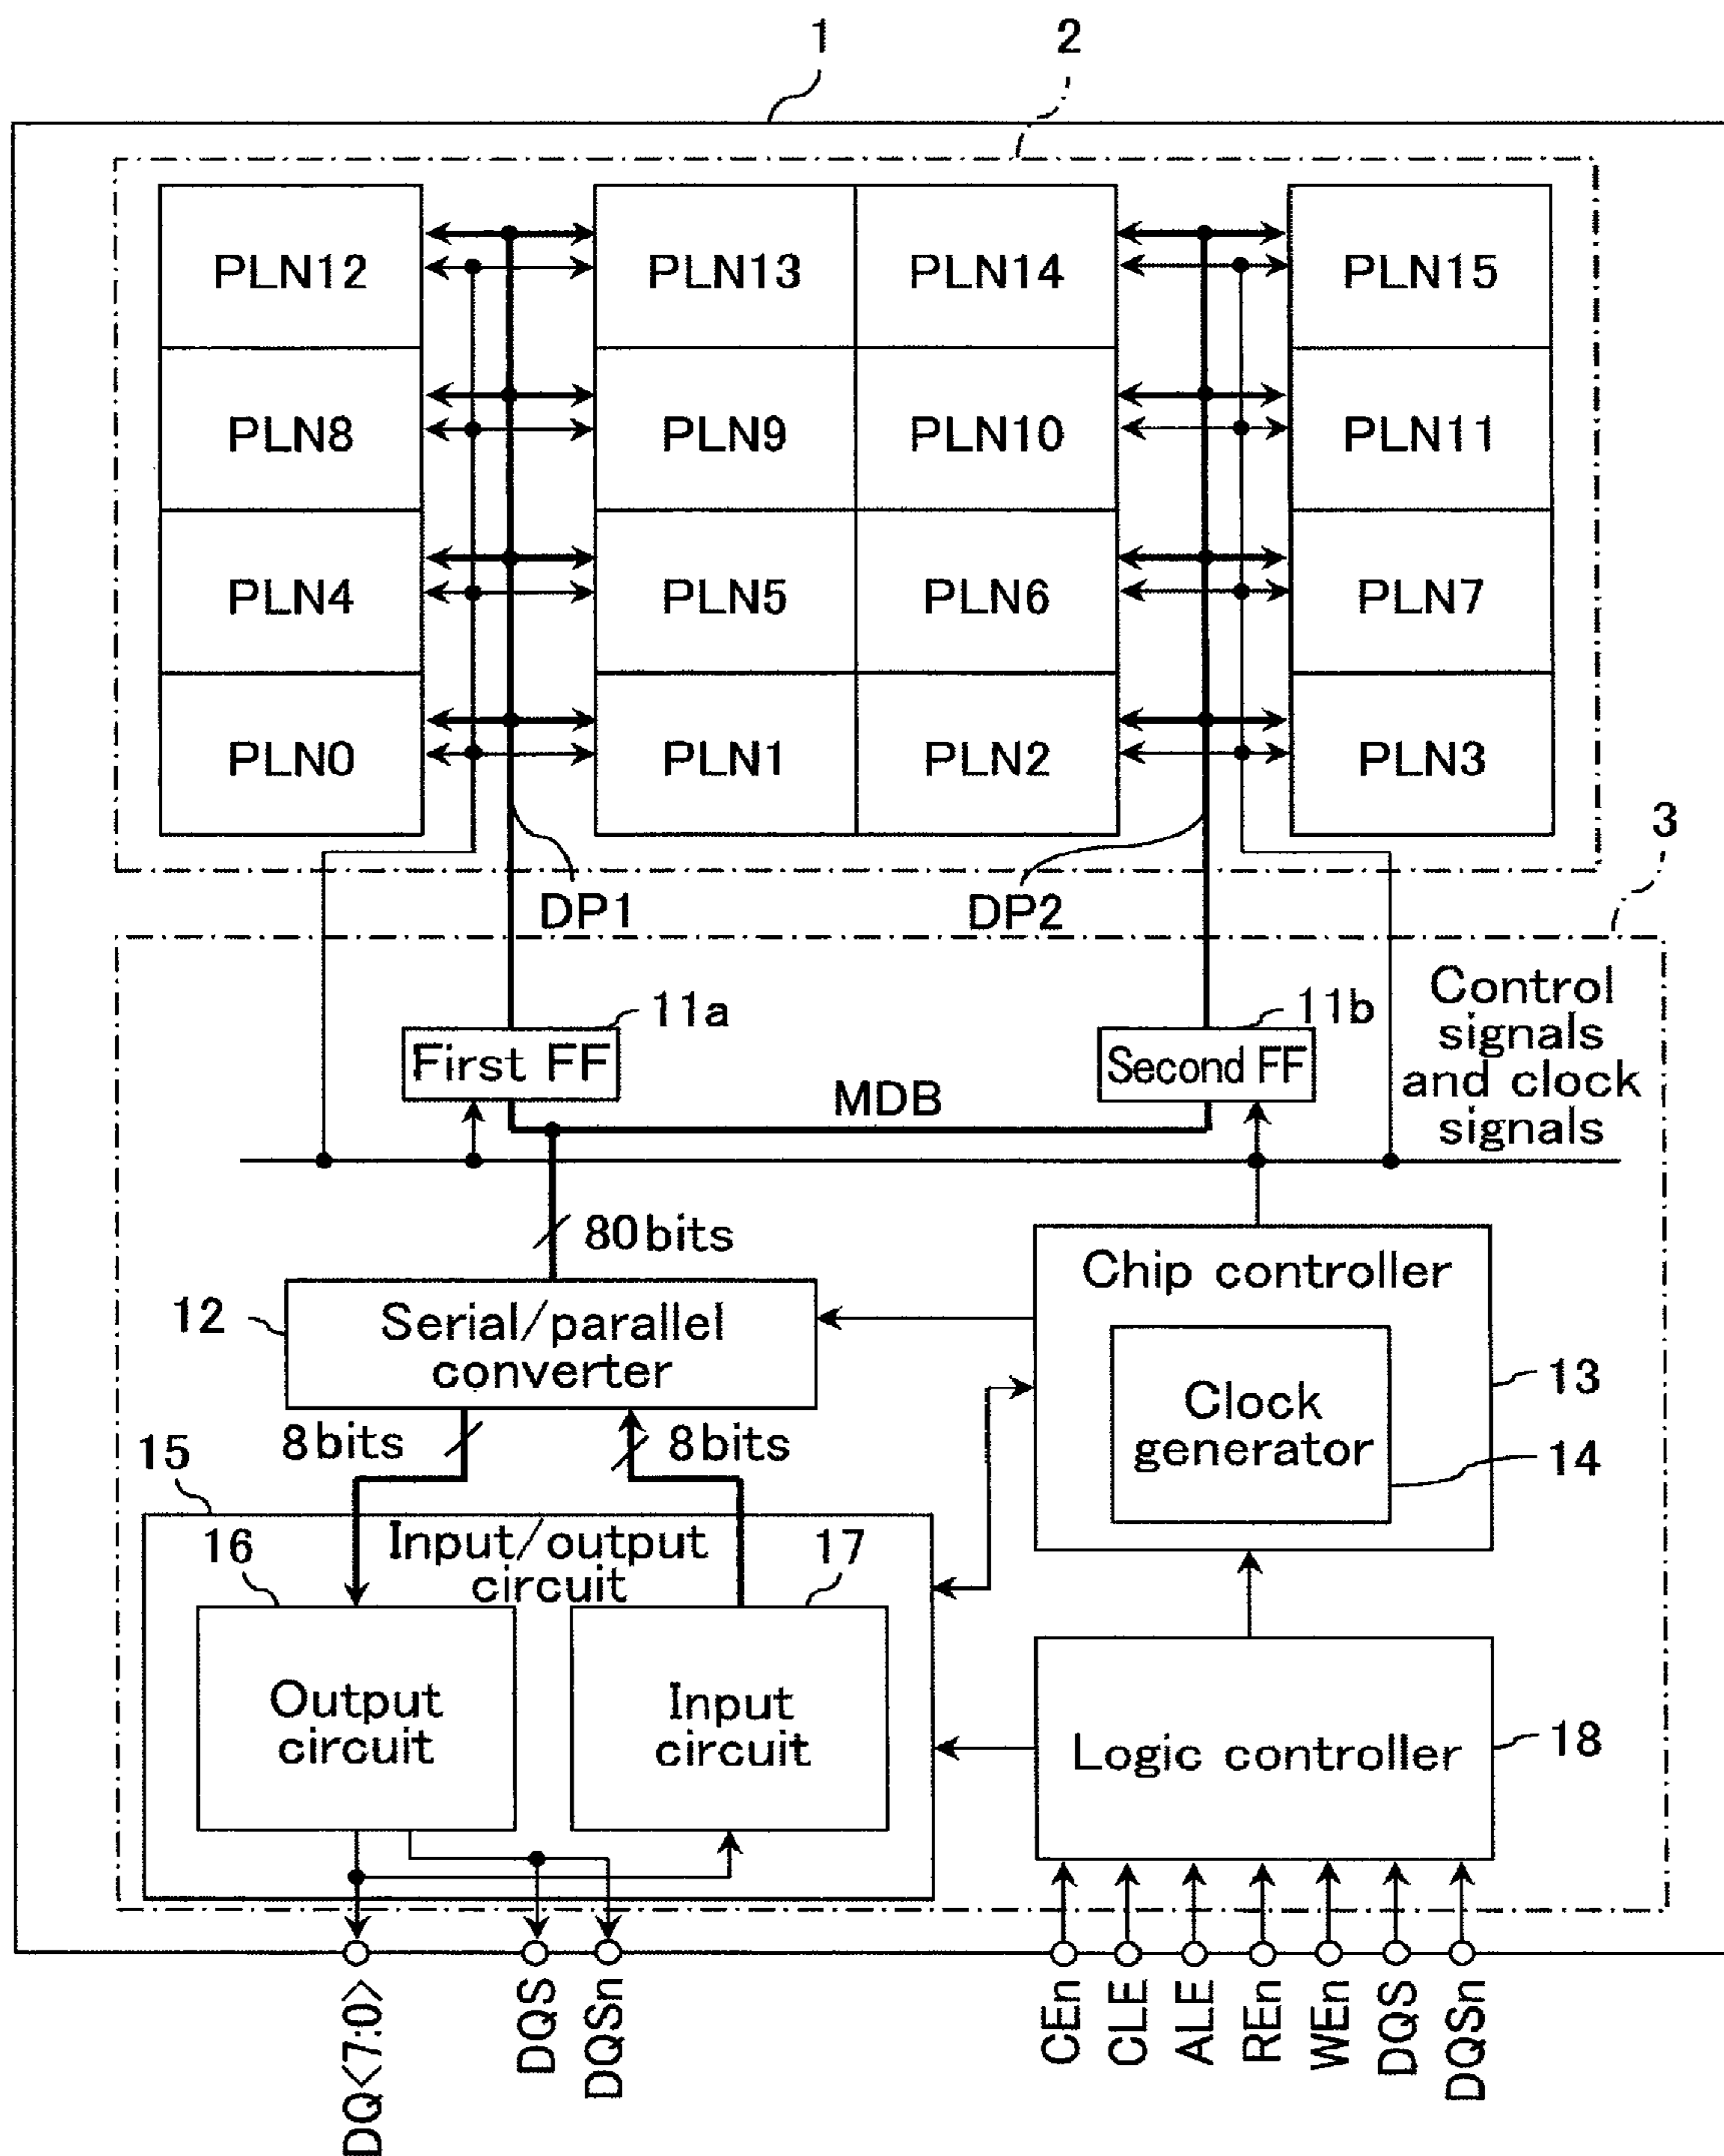 1
2
PLN12
PLN13
PLN14
PLN15
PLN8
PLN9
PLN10
PLN11
PLN4
PLN5
PLN6
PLN7
PLN0
PLN1
PLN2
PLN3
3
DP1
DP2
11a
11b
Control
signals
and clock
signals
First FF
Second FF
MDB
80bits
Chip controller
12
Serial/parallel
converter
13
Clock
generator
14
8bits
8bits
15
Input/output
circuit
16
17
Output
circuit
Input
circuit
Logic controller
18
DQ<7:0>
DQS
DQSn
CEn
CLE
ALE
REn
WEn
DQS
DQSn